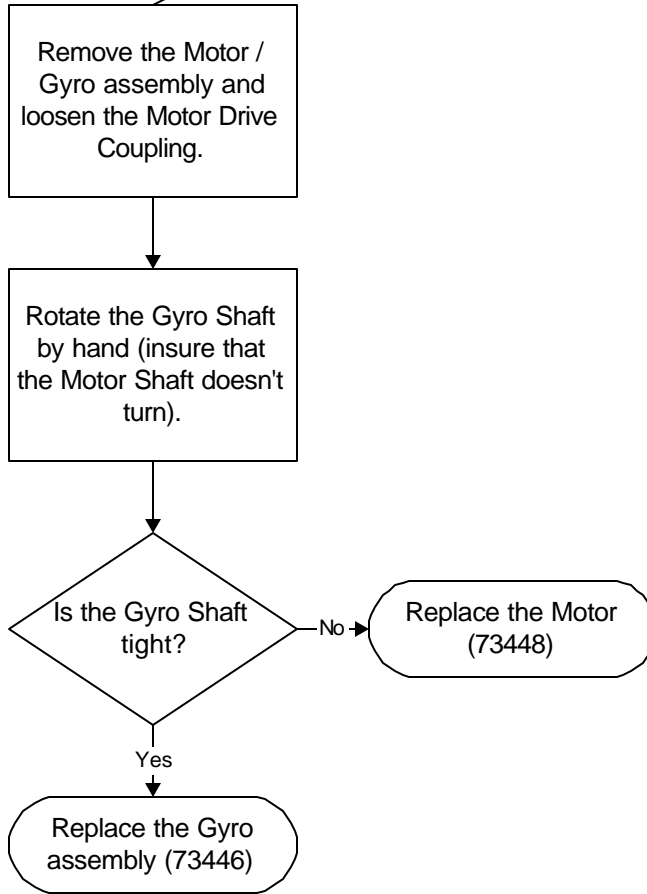 Remove the Motor /
Gyro assembly and
loosen the Motor Drive
Coupling.
Rotate the Gyro Shaft
by hand (insure that
the Motor Shaft doesn't
turn).
Is the Gyro Shaft
tight?
No
Replace the Motor
(73448)
Yes
Replace the Gyro
assembly (73446)